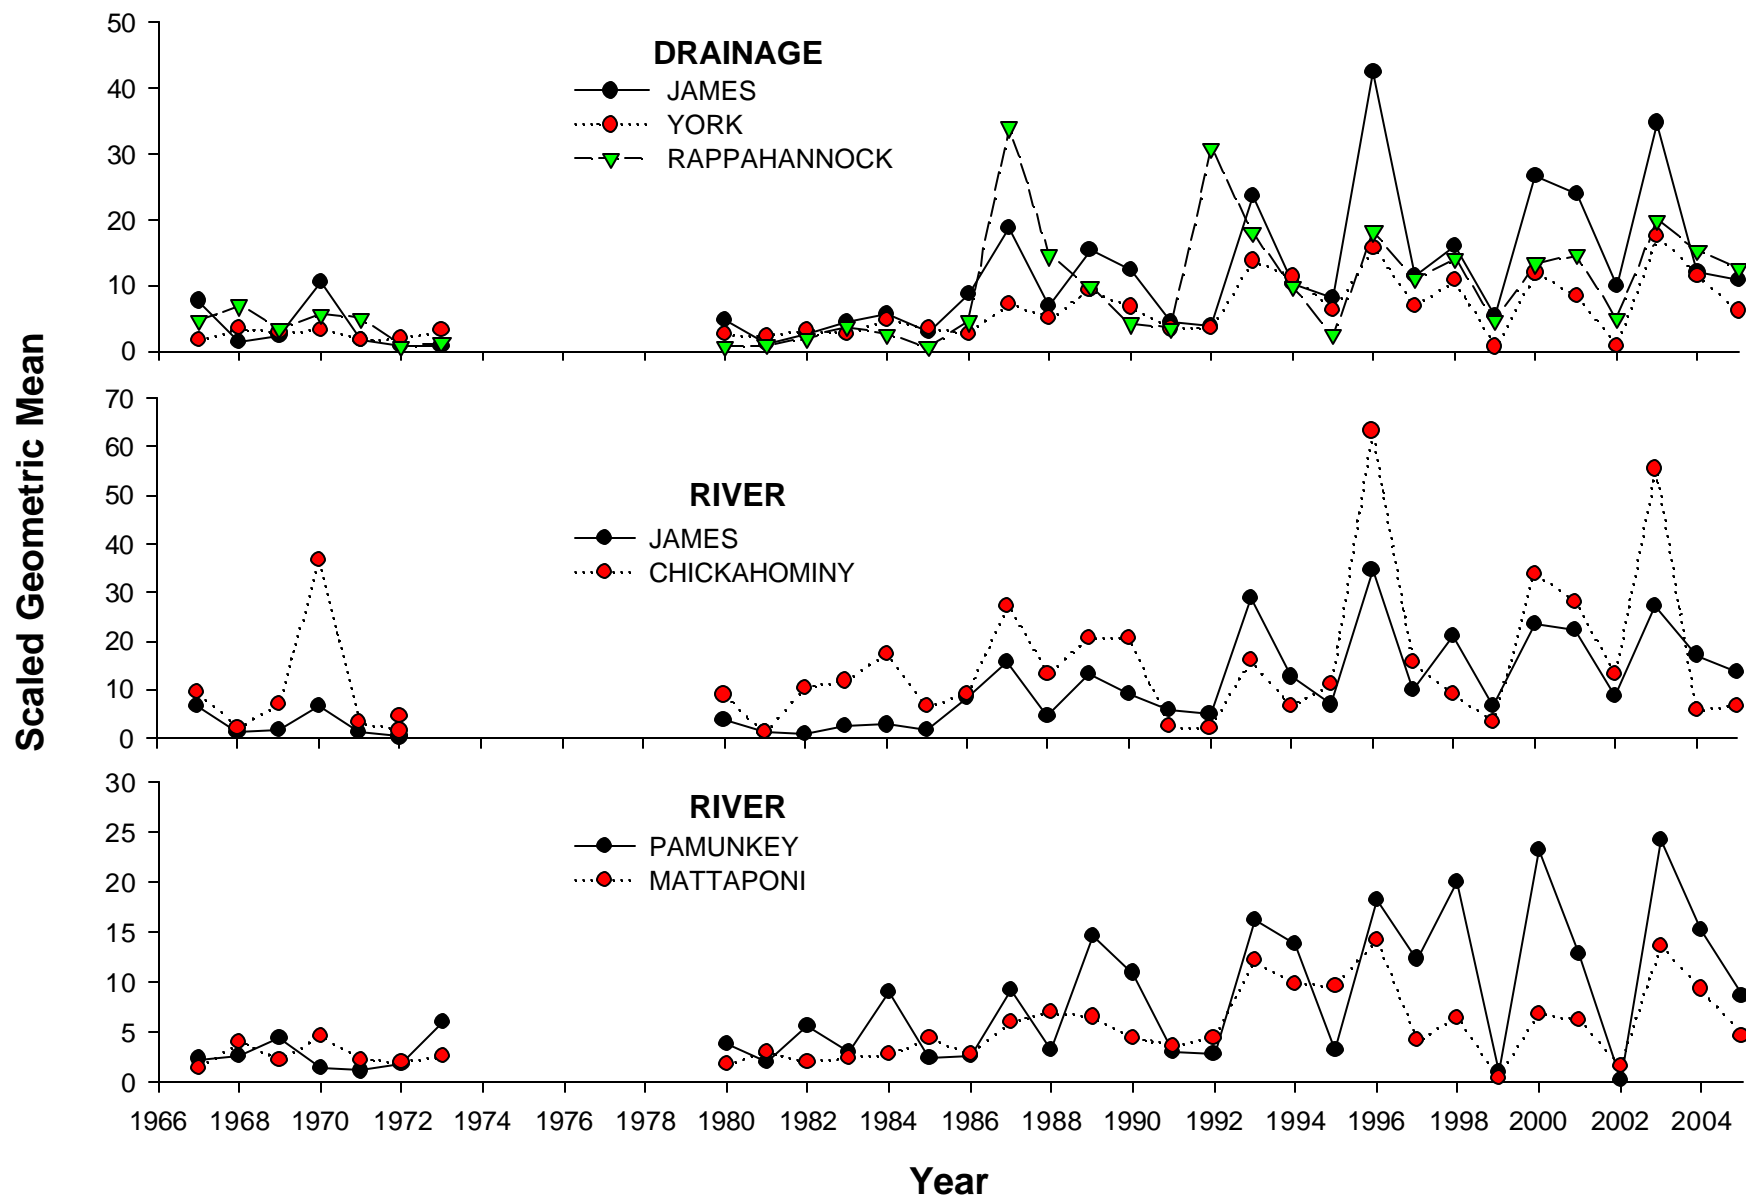 50
40
30
20
10
0
DRAINAGE
JAMES
YORK
RAPPAHANNOCK
Scaled Geometric Mean
70
60
50
40
30
20
10
0
RIVER
JAMES
CHICKAHOMINY
30
25
20
15
10
5
0
RIVER
PAMUNKEY
MATTAPONI
1966 1968 1970 1972 1974 1976 1978 1980 1982 1984 1986 1988 1990 1992 1994 1996 1998 2000 2002 2004
Year